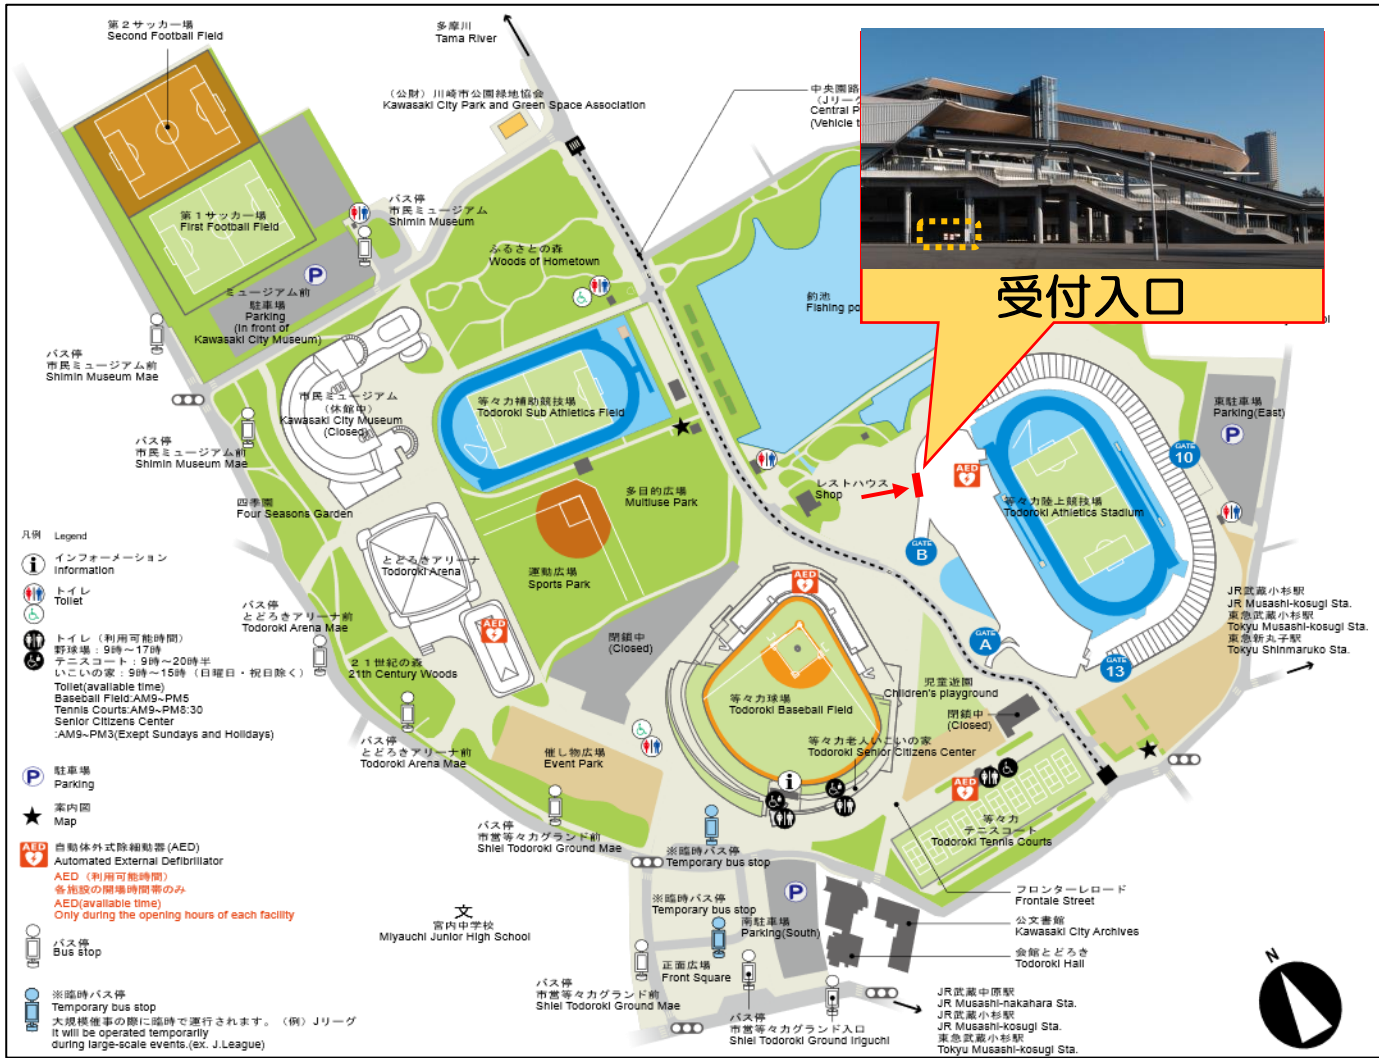 第２サッカー場
Second Football Field
多摩川
Tama River
（公財）川崎市公園緑地協会
Kawasaki City Park and Green Space Association
中央園路
（Jリーグ
Central P
(Vehicle t
第１サッカー場
First Football Field
バス停
市民ミュージアム
Shimin Museum
ふるさとの森
Woods of Hometown
釣池
Fishing po
受付入口
ミュージアム前
駐車場
Parking
(In front of
Kawasaki City Museum)
P
バス停
市民ミュージアム前
Shimin Museum Mae
市民ミュージアム
（休館中）
Kawasaki City Museum
(Closed)
等々力補助競技場
Todoroki Sub Athletics Field
東駐車場
Parking(East)
P
バス停
市民ミュージアム前
Shimin Museum Mae
GATE
10
AED
レストハウス
Shop
等々力陸上競技場
Todoroki Athletics Stadium
四季園
Four Seasons Garden
多目的広場
Multiuse Park
凡例 Legend
インフォーメーション
Information
トイレ
Toilet
トイレ（利用可能時間）
野球場：9時～17時
テニスコート：9時～20時半
いこいの家：9時～15時（日曜日・祝日除く）
Toilet(available time)
Baseball Field:AM9~PM5
Tennis Courts:AM9~PM8:30
Senior Citizens Center
:AM9~PM3(Exept Sundays and Holidays)
P
駐車場
Parking
案内図
Map
AED
自動体外式除細動器(AED)
Automated External Defibrillator
AED（利用可能時間）
各施設の開場時間帯のみ
AED(available time)
Only during the opening hours of each facility
バス停
Bus stop
※臨時バス停
Temporary bus stop
大規模催事の際に臨時で運行されます。（例）Jリーグ
It will be operated temporarily
during large-scale events.(ex. J.League)
とどろきアリーナ
Todoroki Arena
運動広場
Sports Park
GATE
B
AED
バス停
とどろきアリーナ前
Todoroki Arena Mae
AED
閉鎖中
(Closed)
GATE
A
GATE
13
JR武蔵小杉駅
JR Musashi-kosugi Sta.
東急武蔵小杉駅
Tokyu Musashi-kosugi Sta.
東急新丸子駅
Tokyu Shinmaruko Sta.
２１世紀の森
21th Century Woods
等々力球場
Todoroki Baseball Field
児童遊園
Children's playground
閉鎖中
(Closed)
バス停
とどろきアリーナ前
Todoroki Arena Mae
催し物広場
Event Park
等々力老人いこいの家
Todoroki Senior Citizens Center
AED
等々力
テニスコート
Todoroki Tennis Courts
バス停
市営等々力グランド前
Shiei Todoroki Ground Mae
※臨時バス停
Temporary bus stop
※臨時バス停
Temporary bus stop
P
南駐車場
Parking(South)
フロンターレロード
Frontale Street
公文書館
Kawasaki City Archives
会館とどろき
Todoroki Hall
文
宮内中学校
Miyauchi Junior High School
正面広場
Front Square
バス停
市営等々力グランド前
Shiei Todoroki Ground Mae
バス停
市営等々力グランド入口
Shiei Todoroki Ground Iriguchi
JR武蔵中原駅
JR Musashi-nakahara Sta.
JR武蔵小杉駅
JR Musashi-kosugi Sta.
東急武蔵小杉駅
Tokyu Musashi-kosugi Sta.
N